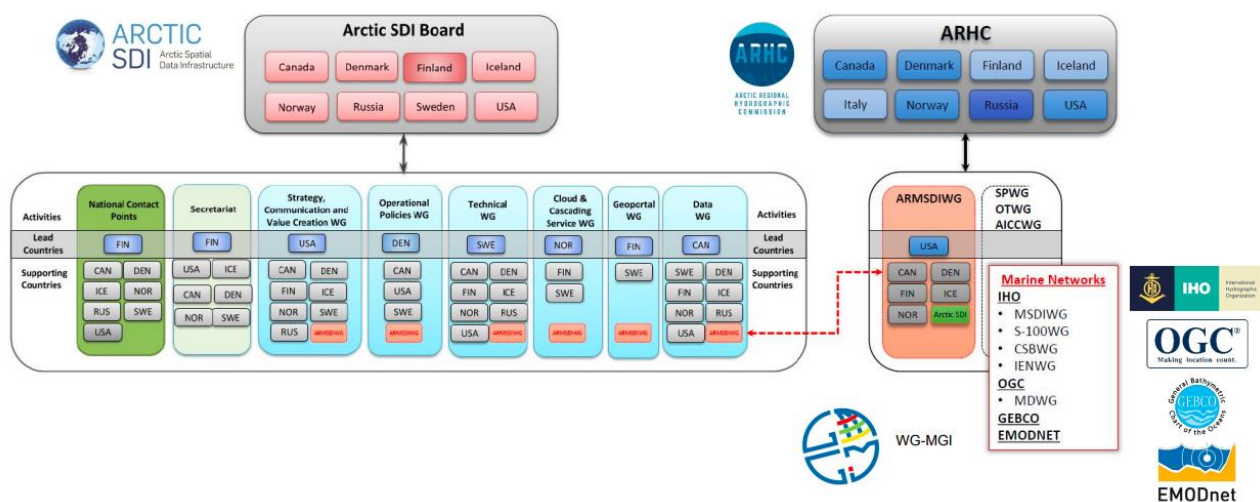 ARCTIC
SDI
Arctic Spatial
Data Infrastructure
Arctic SDI Board
Canada
Denmark
Finland
Iceland
Norway
Russia
Sweden
USA
ARHC
ARCTIC REGIONAL
HYDROGRAPHIC
COMMISSION
ARHC
Canada
Denmark
Finland
Iceland
Italy
Norway
Russia
USA
Activities
Lead
Countries
Supporting
Countries
National Contact
Points
FIN
CAN
DEN
ICE
NOR
RUS
SWE
USA
Secretariat
FIN
USA
ICE
CAN
DEN
NOR
SWE
Strategy,
Communication and
Value Creation WG
USA
CAN
DEN
FIN
ICE
NOR
SWE
RUS
ARMSDIWG
Operational
Policies WG
DEN
CAN
USA
SWE
ARMSDIWG
Technical
WG
SWE
CAN
DEN
FIN
ICE
NOR
RUS
USA
ARMSDIWG
Cloud &
Cascading
Service WG
NOR
FIN
SWE
ARMSDIWG
Geoportal
WG
FIN
SWE
ARMSDIWG
Data
WG
CAN
SWE
DEN
FIN
ICE
NOR
RUS
USA
ARMSDIWG
Activities
Lead
Countries
Supporting
Countries
ARMSDIWG
USA
CAN
DEN
FIN
ICE
NOR
Arctic SDI
SPWG
OTWG
AICCWG
Marine Networks
IHO
• MSDIWG
• S-100WG
• CSBWG
• IENWG
OGC
• MDWG
GEBCO
EMODNET
IHO
International
Hydrographic
Organization
OGC®
Making location count.
General Bathymetric
GEBCO
Chart of the Oceans
EMODnet
WG-MGI